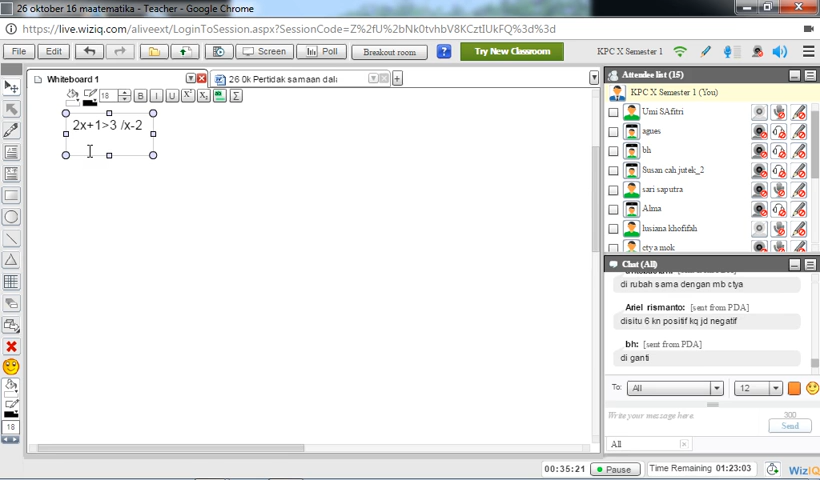 26 oktober 16 maatematika - Teacher - Google Chrome
https://live.wiziq.com/aliveext/LoginToSession.aspx?SessionCode=Z%2fU%2bNk0tvhbV8KCztIUkFQ%3d%3d
File
Edit
Screen
Poll
Breakout room
?
Try New Classroom
KPC X Semester 1
Whiteboard 1
26 0k Pertidak samaan dala
+
18
B
I
U
2x+1>3 /x-2
18
Attendee list (15)
KPC X Semester 1 (You)
Umi SAfitri
agues
bh
Susan cah jutek_2
sari saputra
Alma
lusiana khofifah
ctya mok
Chat (All)
di rubah sama dengan mb ctya
Ariel rismanto: [sent from PDA]
disitu 6 kn positif kq jd negatif
bh: [sent from PDA]
di ganti
To:
All
12
Write your message here.
300
Send
All
00:35:21
Pause
Time Remaining 01:23:03
WizIQ